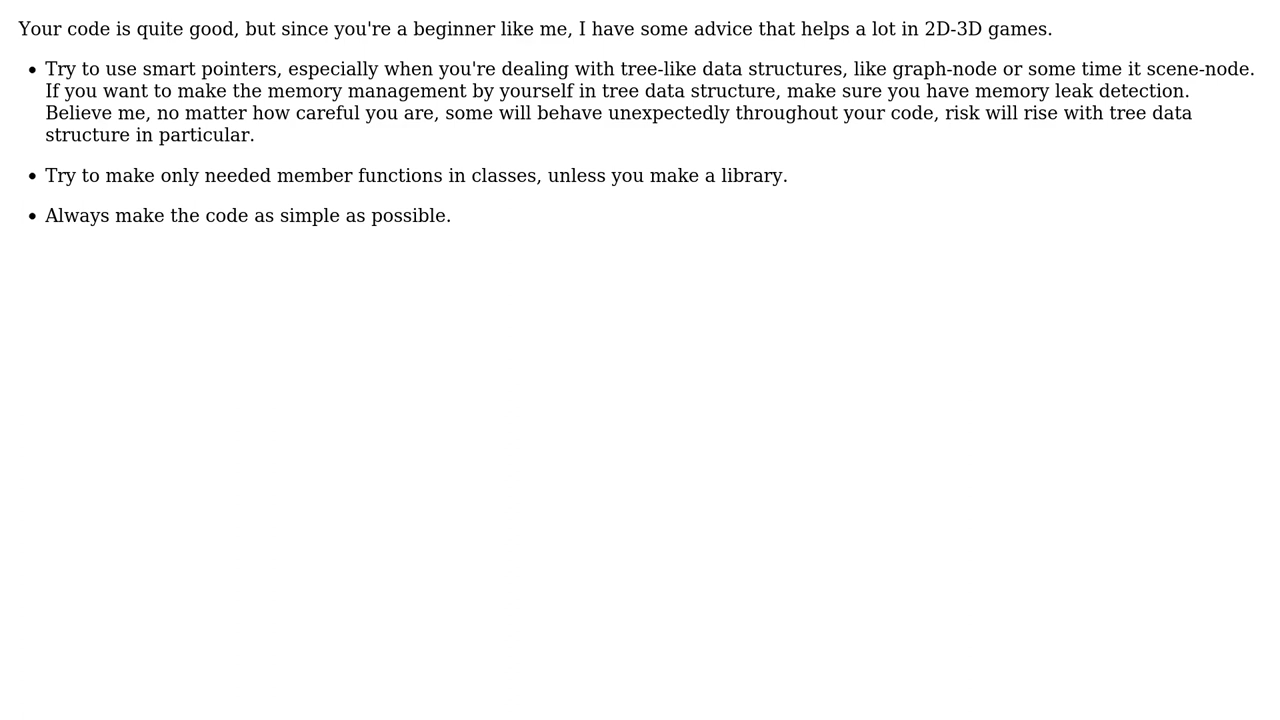 Your code is quite good, but since you're a beginner like me, I have some advice that helps a lot in 2D-3D games.
• Try to use smart pointers, especially when you're dealing with tree-like data structures, like graph-node or some time it scene-node.
If you want to make the memory management by yourself in tree data structure, make sure you have memory leak detection.
Believe me, no matter how careful you are, some will behave unexpectedly throughout your code, risk will rise with tree data
structure in particular.
• Try to make only needed member functions in classes, unless you make a library.
• Always make the code as simple as possible.